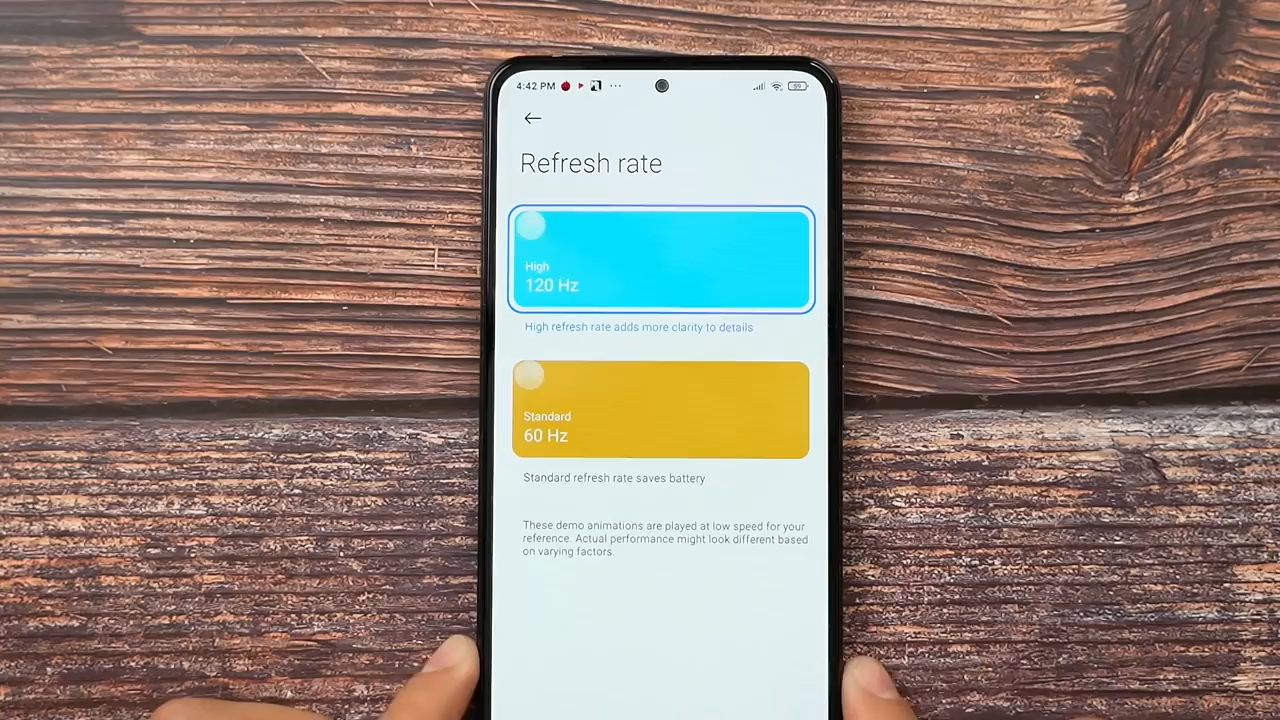 4:42 PM
59
Refresh rate
High
120 Hz
High refresh rate adds more clarity to details
Standard
60 Hz
Standard refresh rate saves battery
These demo animations are played at low speed for your
reference. Actual performance might look different based
on varying factors.